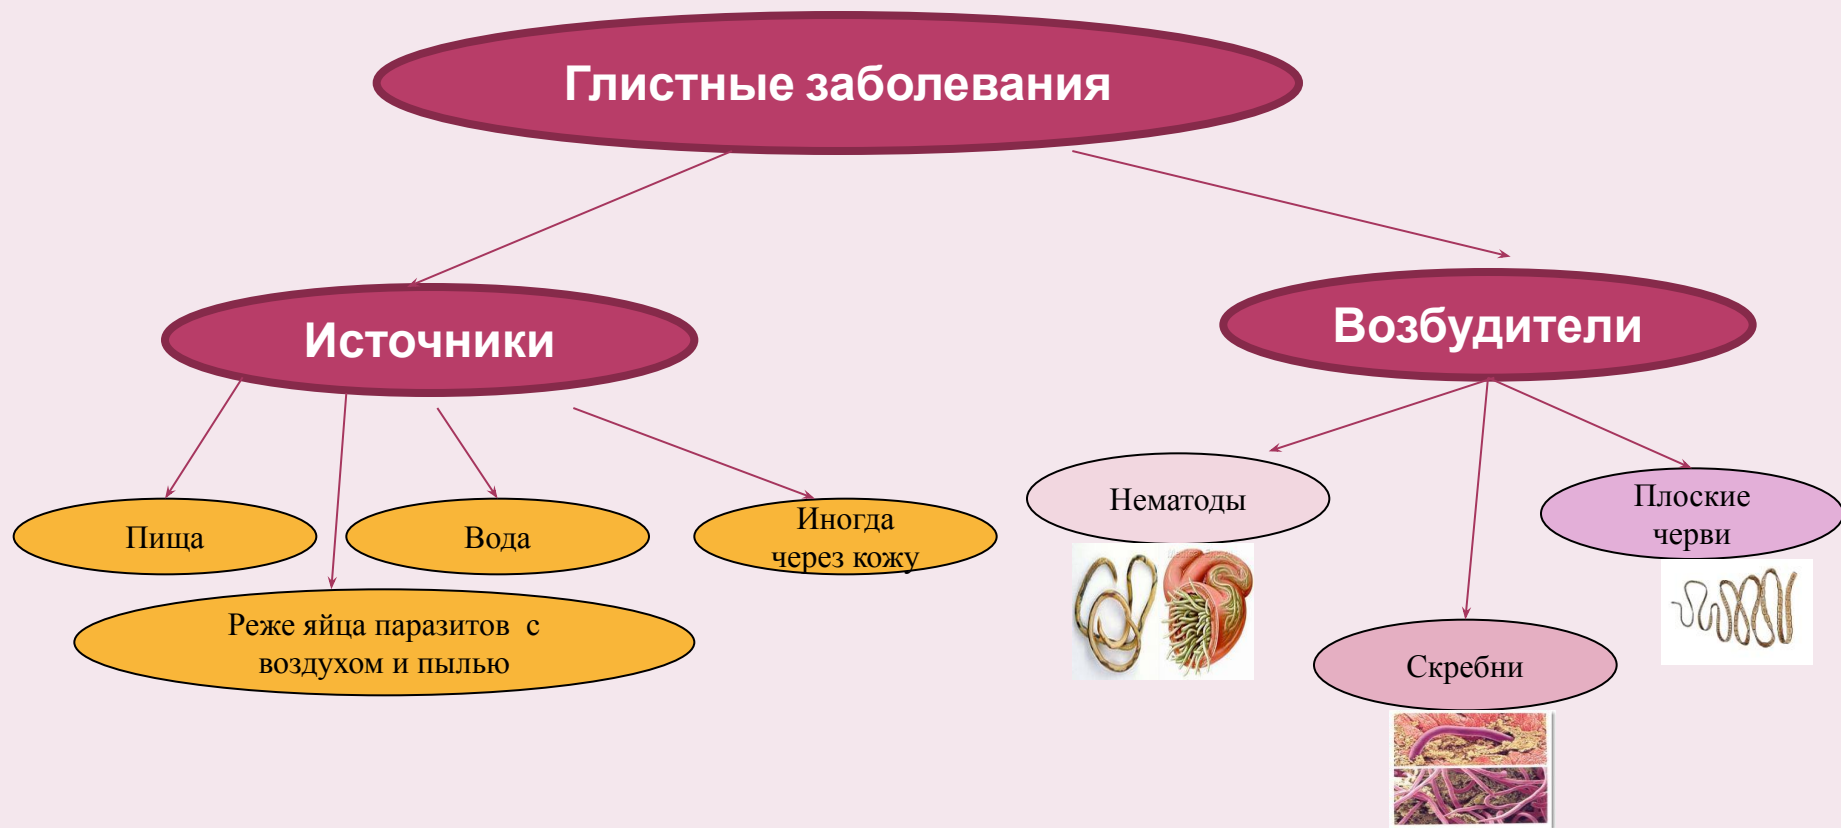 Глистные заболевания
Источники
Возбудители
Пища
Вода
Иногда
через кожу
Реже яйца паразитов с
воздухом и пылью
Нематоды
Плоские
черви
Скребни